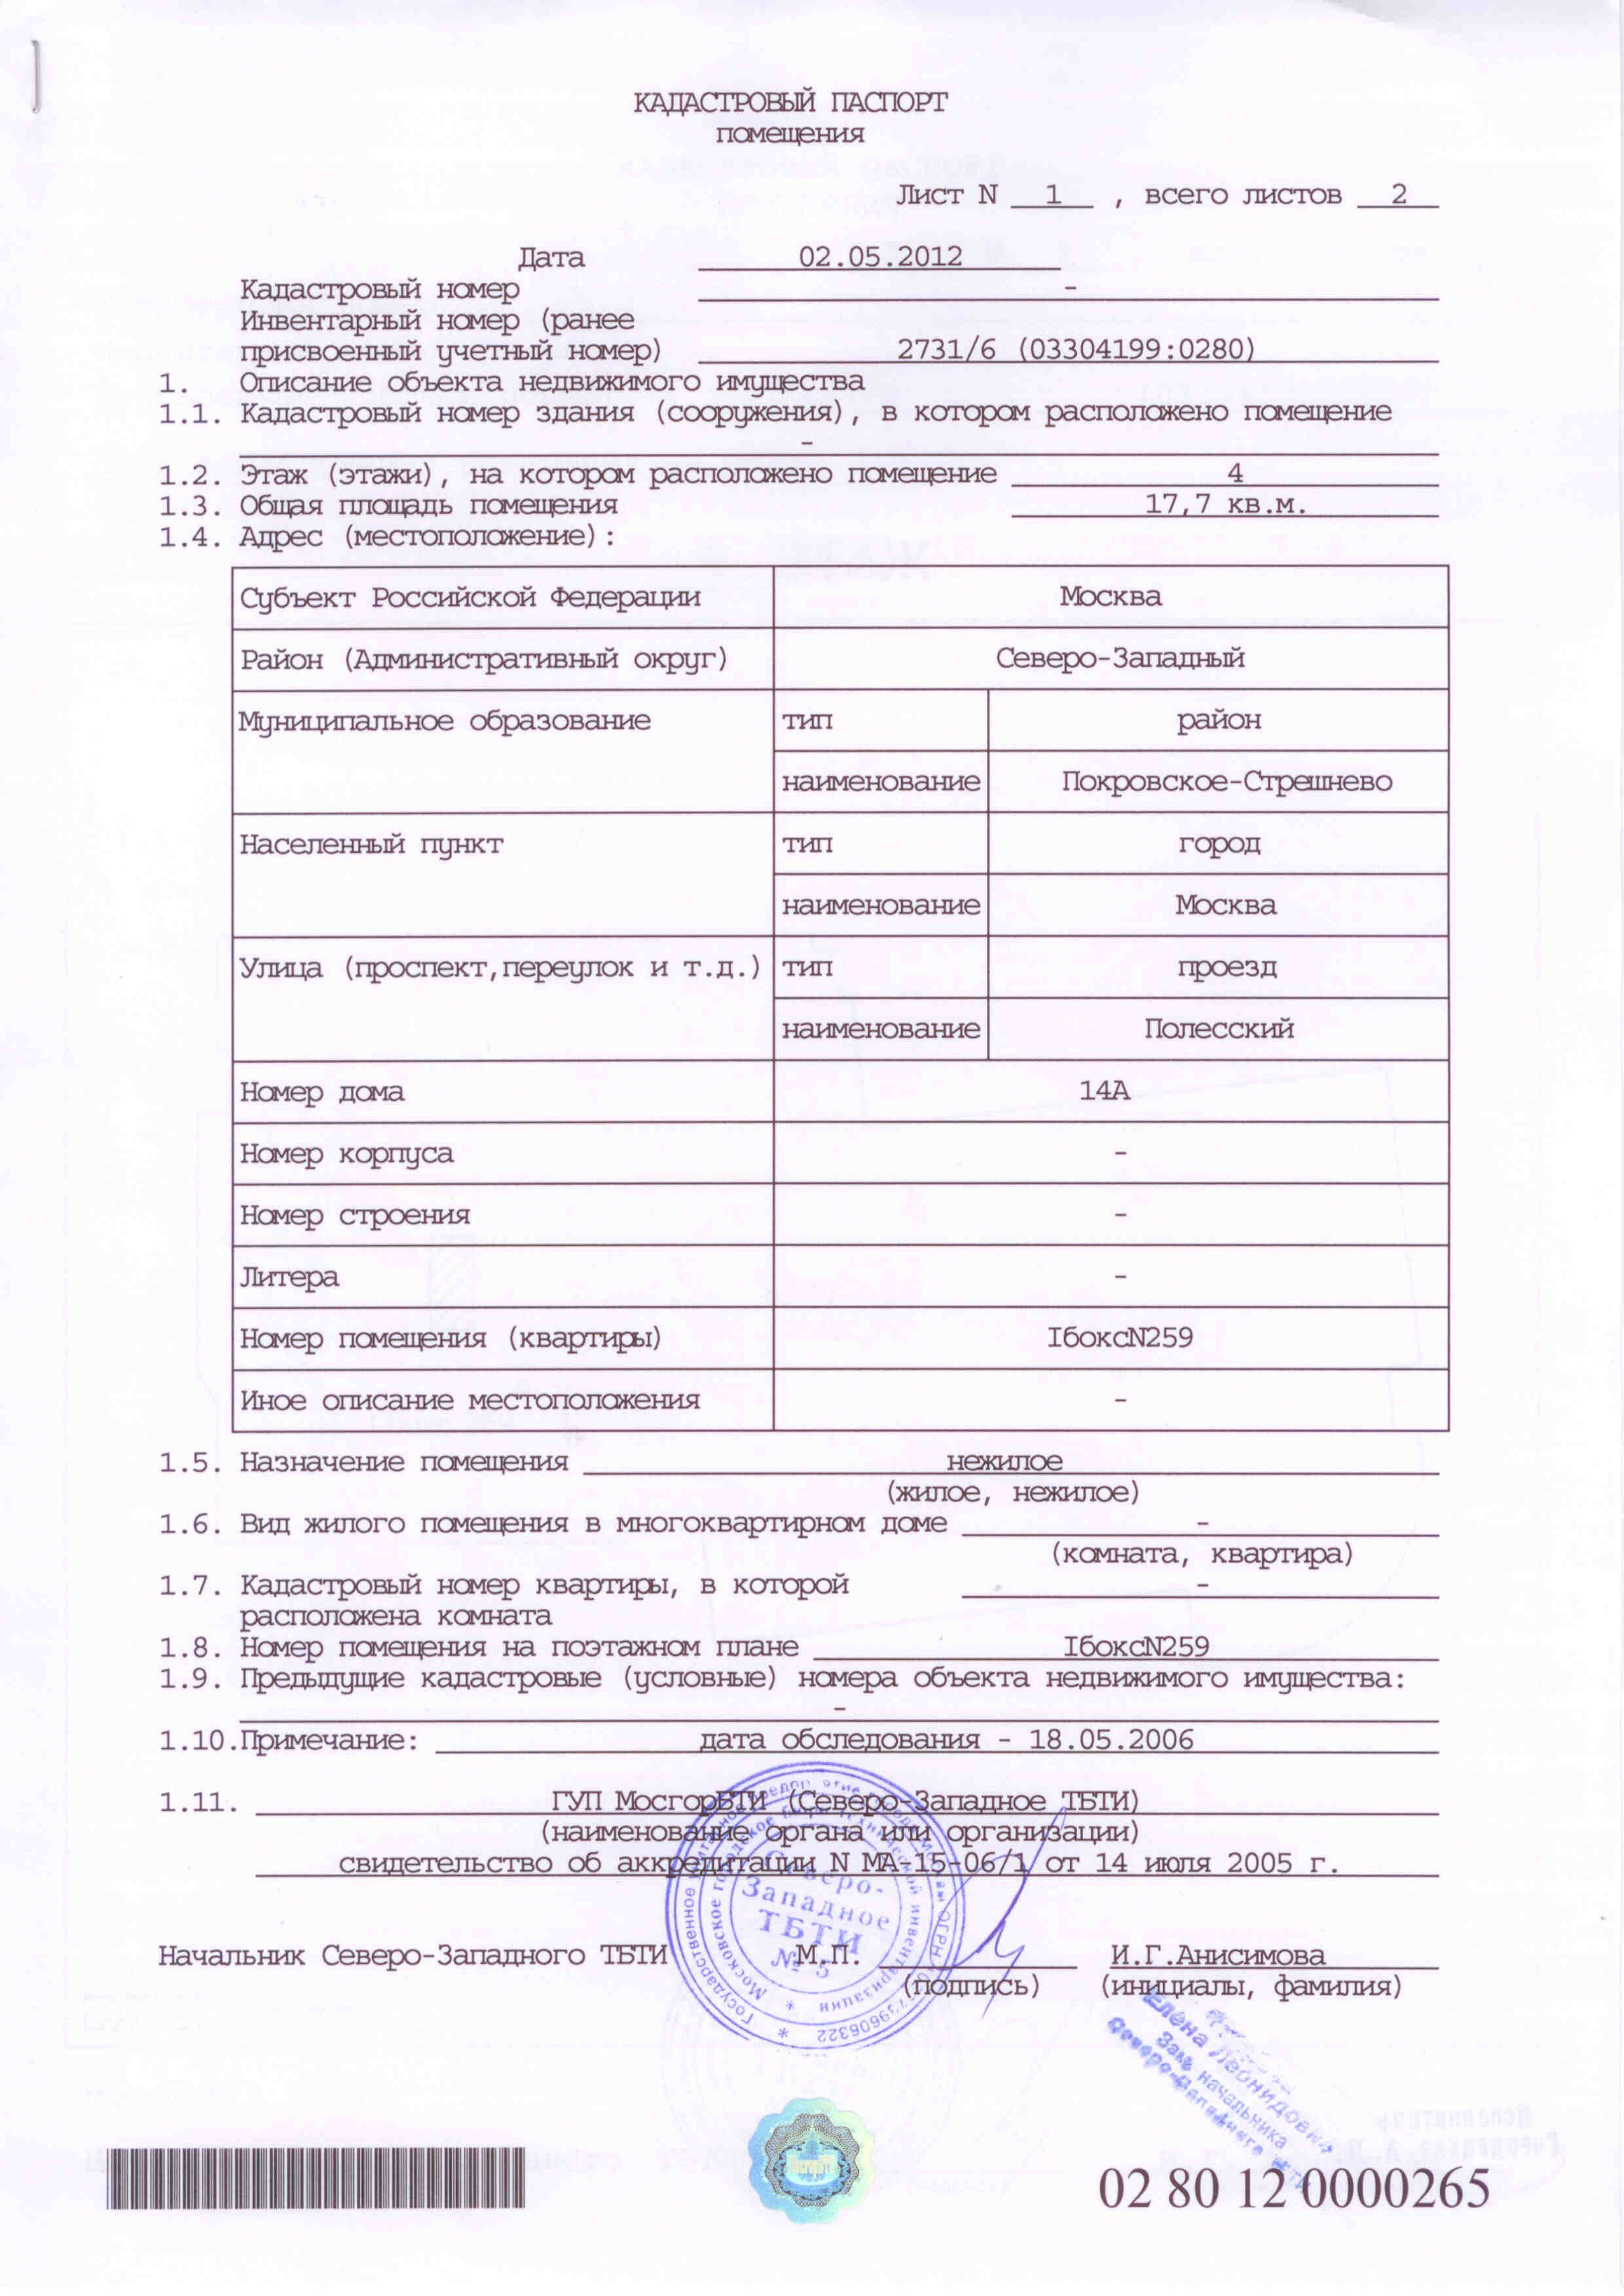 КАДАСТРОВЫЙ ПАСПОРТ
помещения
Лист N 1 , всего листов 2
Дата 02.05.2012
Кадастровый номер -
Инвентарный номер (ранее
присвоенный учетный номер) 2731/6 (03304199:0280)
1. Описание объекта недвижимого имущества
1.1. Кадастровый номер здания (сооружения), в котором расположено помещение
-
1.2. Этаж (этажи), на котором расположено помещение 4
1.3. Общая площадь помещения 17,7 кв.м.
1.4. Адрес (местоположение):
Субъект Российской Федерации Москва
Район (Административный округ) Северо-Западный
Муниципальное образование тип район
наименование Покровское-Стрешнево
Населенный пункт тип город
наименование Москва
Улица (проспект,переулок и т.д.) тип проезд
наименование Полесский
Номер дома 14А
Номер корпуса -
Номер строения -
Литера -
Номер помещения (квартиры) IбоксN259
Иное описание местоположения -
1.5. Назначение помещения нежилое
(жилое, нежилое)
1.6. Вид жилого помещения в многоквартирном доме -
(комната, квартира)
1.7. Кадастровый номер квартиры, в которой -
расположена комната
1.8. Номер помещения на поэтажном плане IбоксN259
1.9. Предыдущие кадастровые (условные) номера объекта недвижимого имущества:
-
1.10.Примечание: дата обследования - 18.05.2006
1.11. ГУП МосгорБТИ (Северо-Западное ТБТИ)
(наименование органа или организации)
свидетельство об аккредитации N МА-15-06/1 от 14 июля 2005 г.
Северо-
Западное
ТБТИ
№ 5
Начальник Северо-Западного ТБТИ М.П. И.Г.Анисимова
(подпись) (инициалы, фамилия)
Елена Леонидовна
Зам. начальника
Северо-Западного
02 80 12 0000265